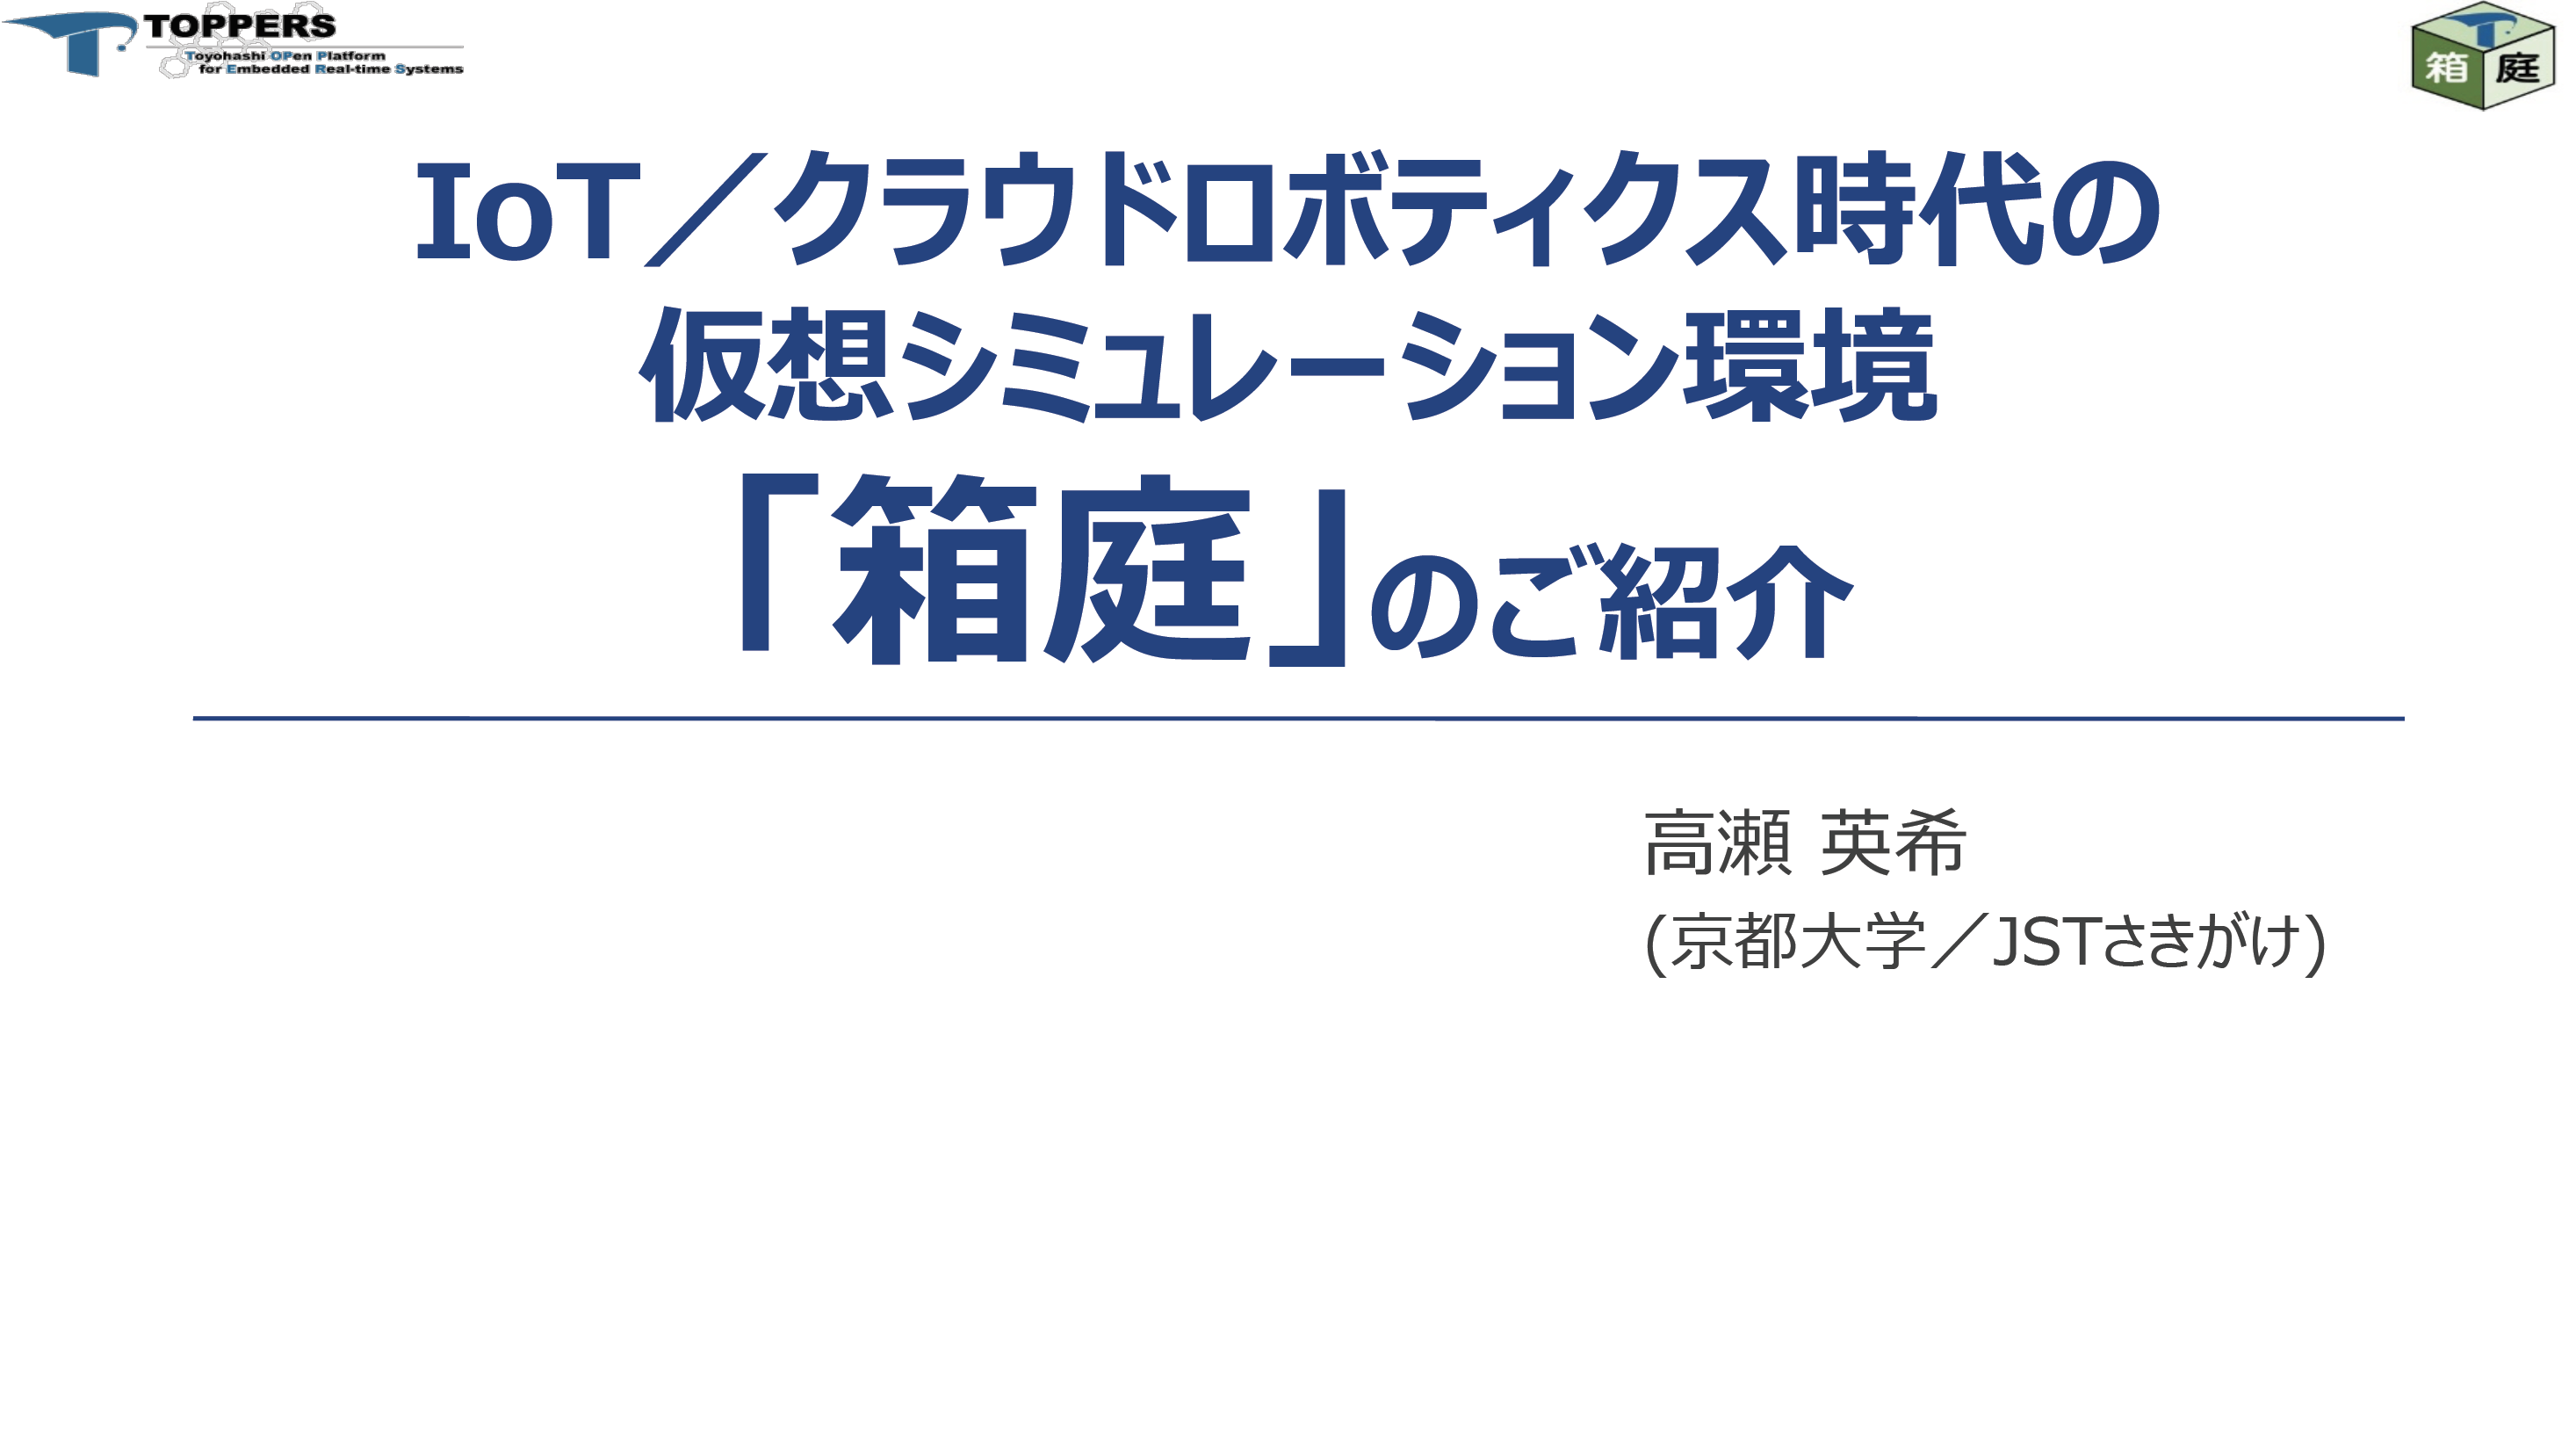 TOPPERS
Toyohashi OPen Platform
for Embedded Real-time Systems
箱庭
IoT／クラウドロボティクス時代の
仮想シミュレーション環境
「箱庭」のご紹介
高瀬 英希
(京都大学／JSTさきがけ)